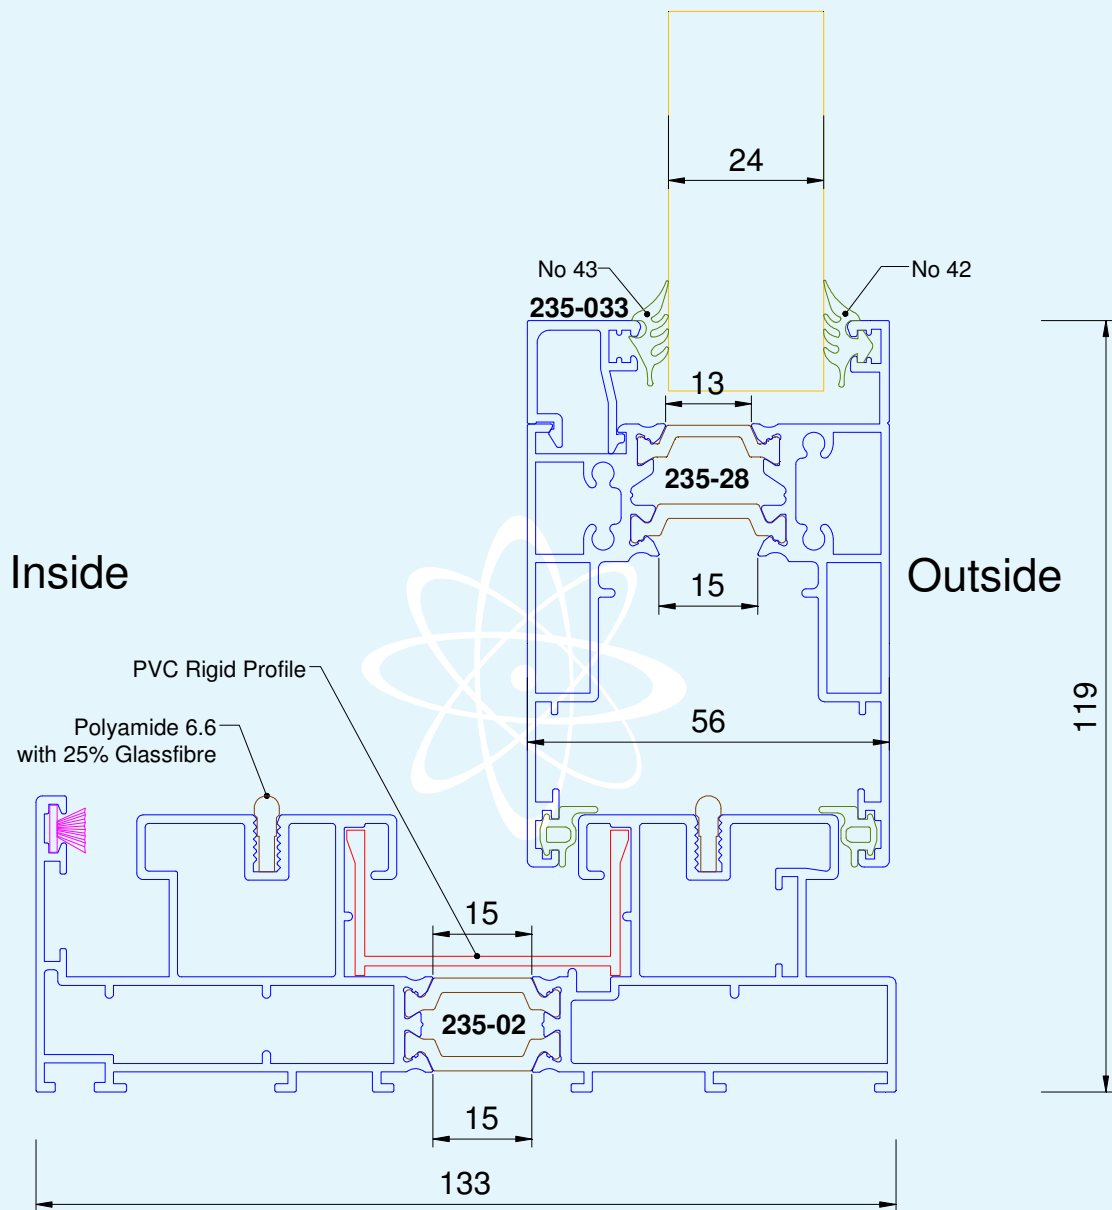 24
No 43
No 42
235-033
13
235-28
Inside
Outside
15
PVC Rigid Profile
119
Polyamide 6.6
with 25% Glassfibre
56
15
235-02
15
133